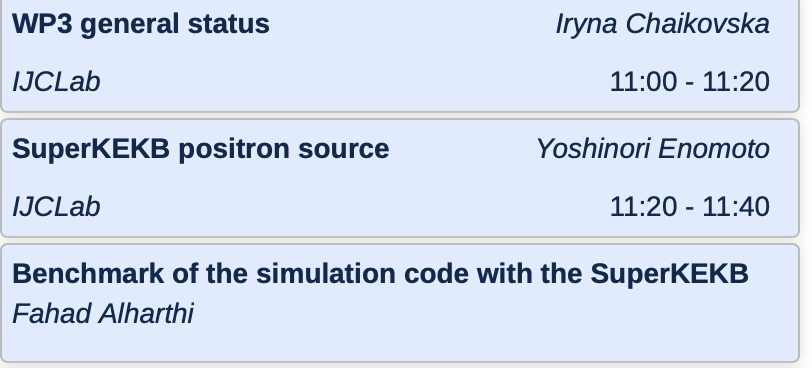 WP3 general status Iryna Chaikovska
IJCLab 11:00 - 11:20
SuperKEKB positron source Yoshinori Enomoto
IJCLab 11:20 - 11:40
Benchmark of the simulation code with the SuperKEKB
Fahad Alharthi